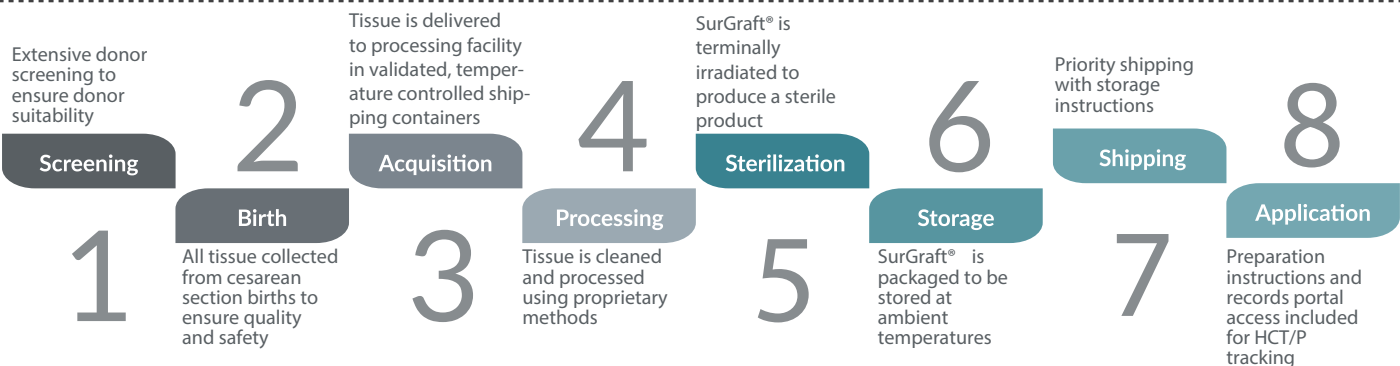 Extensive donor
screening to
ensure donor
suitability
Screening
1
2
Birth
All tissue collected
from cesarean
section births to
ensure quality
and safety
Tissue is delivered
to processing facility
in validated, temper-
ature controlled ship-
ping containers
Acquisition
3
4
Processing
Tissue is cleaned
and processed
using proprietary
methods
SurGraft® is
terminally
irradiated to
produce a sterile
product
Sterilization
5
6
Storage
SurGraft® is
packaged to be
stored at
ambient
temperatures
Priority shipping
with storage
instructions
Shipping
7
8
Application
Preparation
instructions and
records portal
access included
for HCT/P
tracking